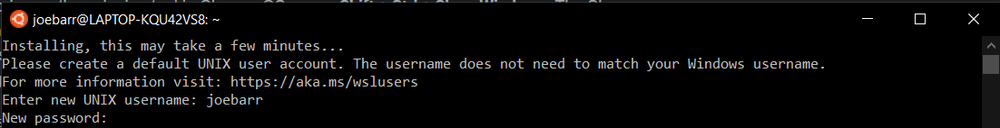 joebarr@LAPTOP-KQU42VS8: ~
Installing, this may take a few minutes...
Please create a default UNIX user account. The username does not need to match your Windows username.
For more information visit: https://aka.ms/wslusers
Enter new UNIX username: joebarr
New password: